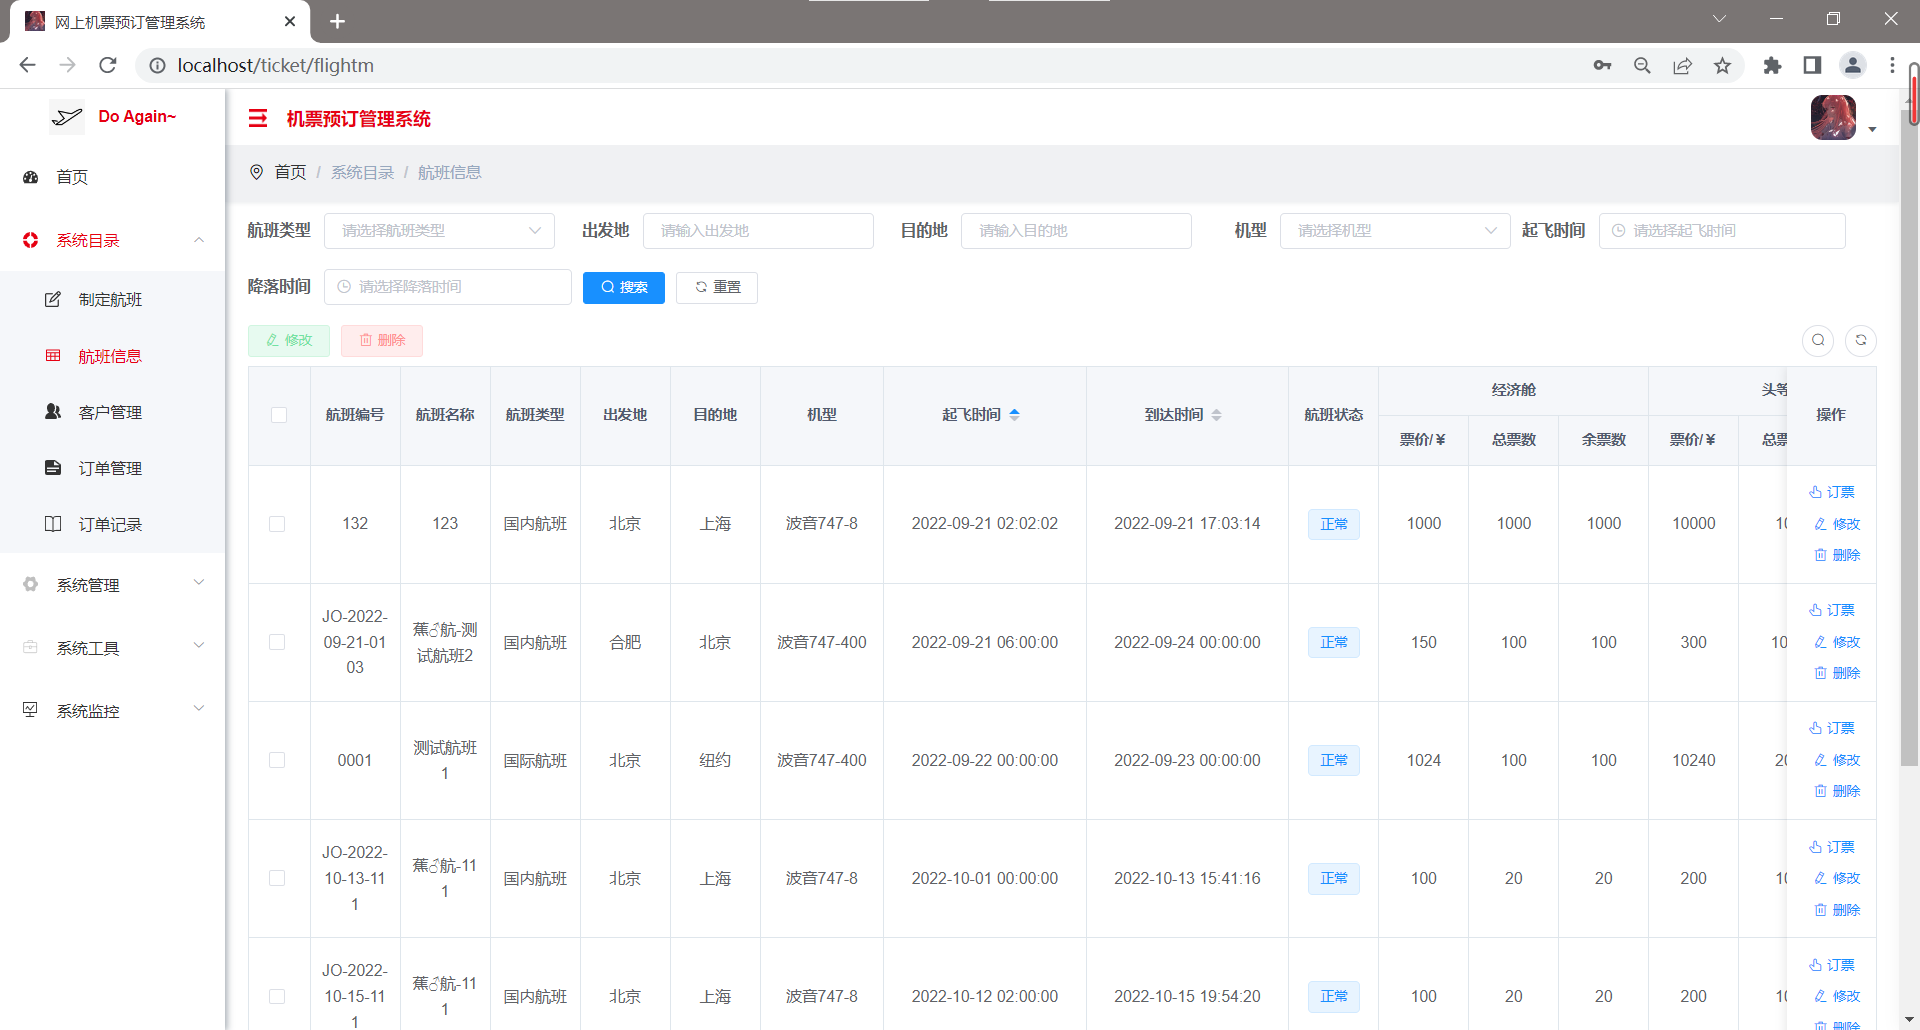 网上机票预订管理系统
localhost/ticket/flightm
Do Again~
机票预订管理系统
首页
系统目录
制定航班
航班信息
客户管理
订单管理
订单记录
系统管理
系统工具
系统监控
首页 / 系统目录 / 航班信息
航班类型 请选择航班类型 出发地 请输入出发地 目的地 请输入目的地 机型 请选择机型 起飞时间 请选择起飞时间
降落时间 请选择降落时间 搜索 重置
修改 删除
航班编号 航班名称 航班类型 出发地 目的地 机型 起飞时间 到达时间 航班状态 经济舱 头等 操作
票价/¥ 总票数 余票数 票价/¥ 总票
132 123 国内航班 北京 上海 波音747-8 2022-09-21 02:02:02 2022-09-21 17:03:14 正常 1000 1000 1000 10000 10
订票
修改
删除
JO-2022-
09-21-01
03
蕉♂航-测
试航班2
国内航班 合肥 北京 波音747-400 2022-09-21 06:00:00 2022-09-24 00:00:00 正常 150 100 100 300 10
订票
修改
删除
0001
测试航班
1
国际航班 北京 纽约 波音747-400 2022-09-22 00:00:00 2022-09-23 00:00:00 正常 1024 100 100 10240 20
订票
修改
删除
JO-2022-
10-13-11
1
蕉♂航-11
1
国内航班 北京 上海 波音747-8 2022-10-01 00:00:00 2022-10-13 15:41:16 正常 100 20 20 200 10
订票
修改
删除
JO-2022-
10-15-11
1
蕉♂航-11
1
国内航班 北京 上海 波音747-8 2022-10-12 02:00:00 2022-10-15 19:54:20 正常 100 20 20 200 10
订票
修改
删除